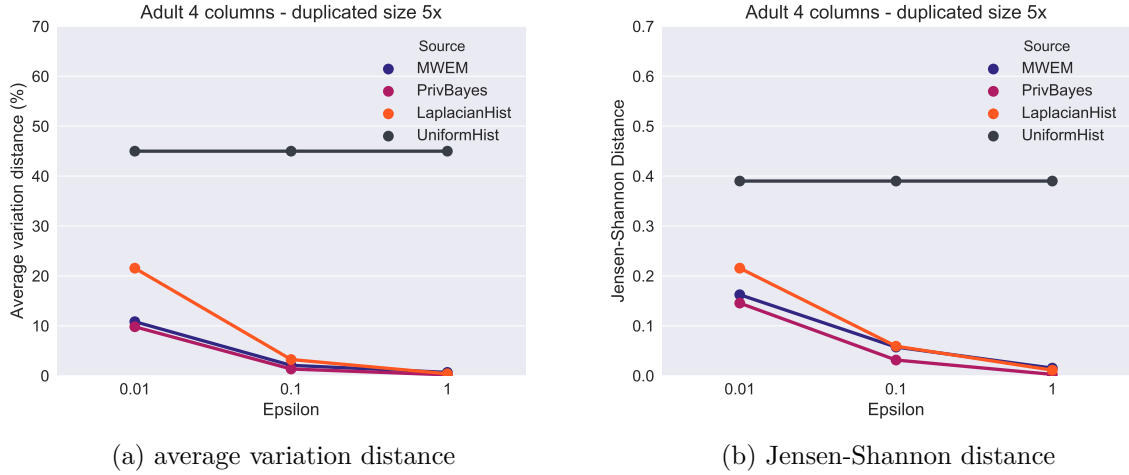 Adult 4 columns - duplicated size 5x
Average variation distance (%)
70
60
50
40
30
20
10
0
Source
MWEM
PrivBayes
LaplacianHist
UniformHist
0.01 0.1 1
Epsilon
(a) average variation distance
Adult 4 columns - duplicated size 5x
Jensen-Shannon Distance
0.7
0.6
0.5
0.4
0.3
0.2
0.1
0.0
Source
MWEM
PrivBayes
LaplacianHist
UniformHist
0.01 0.1 1
Epsilon
(b) Jensen-Shannon distance